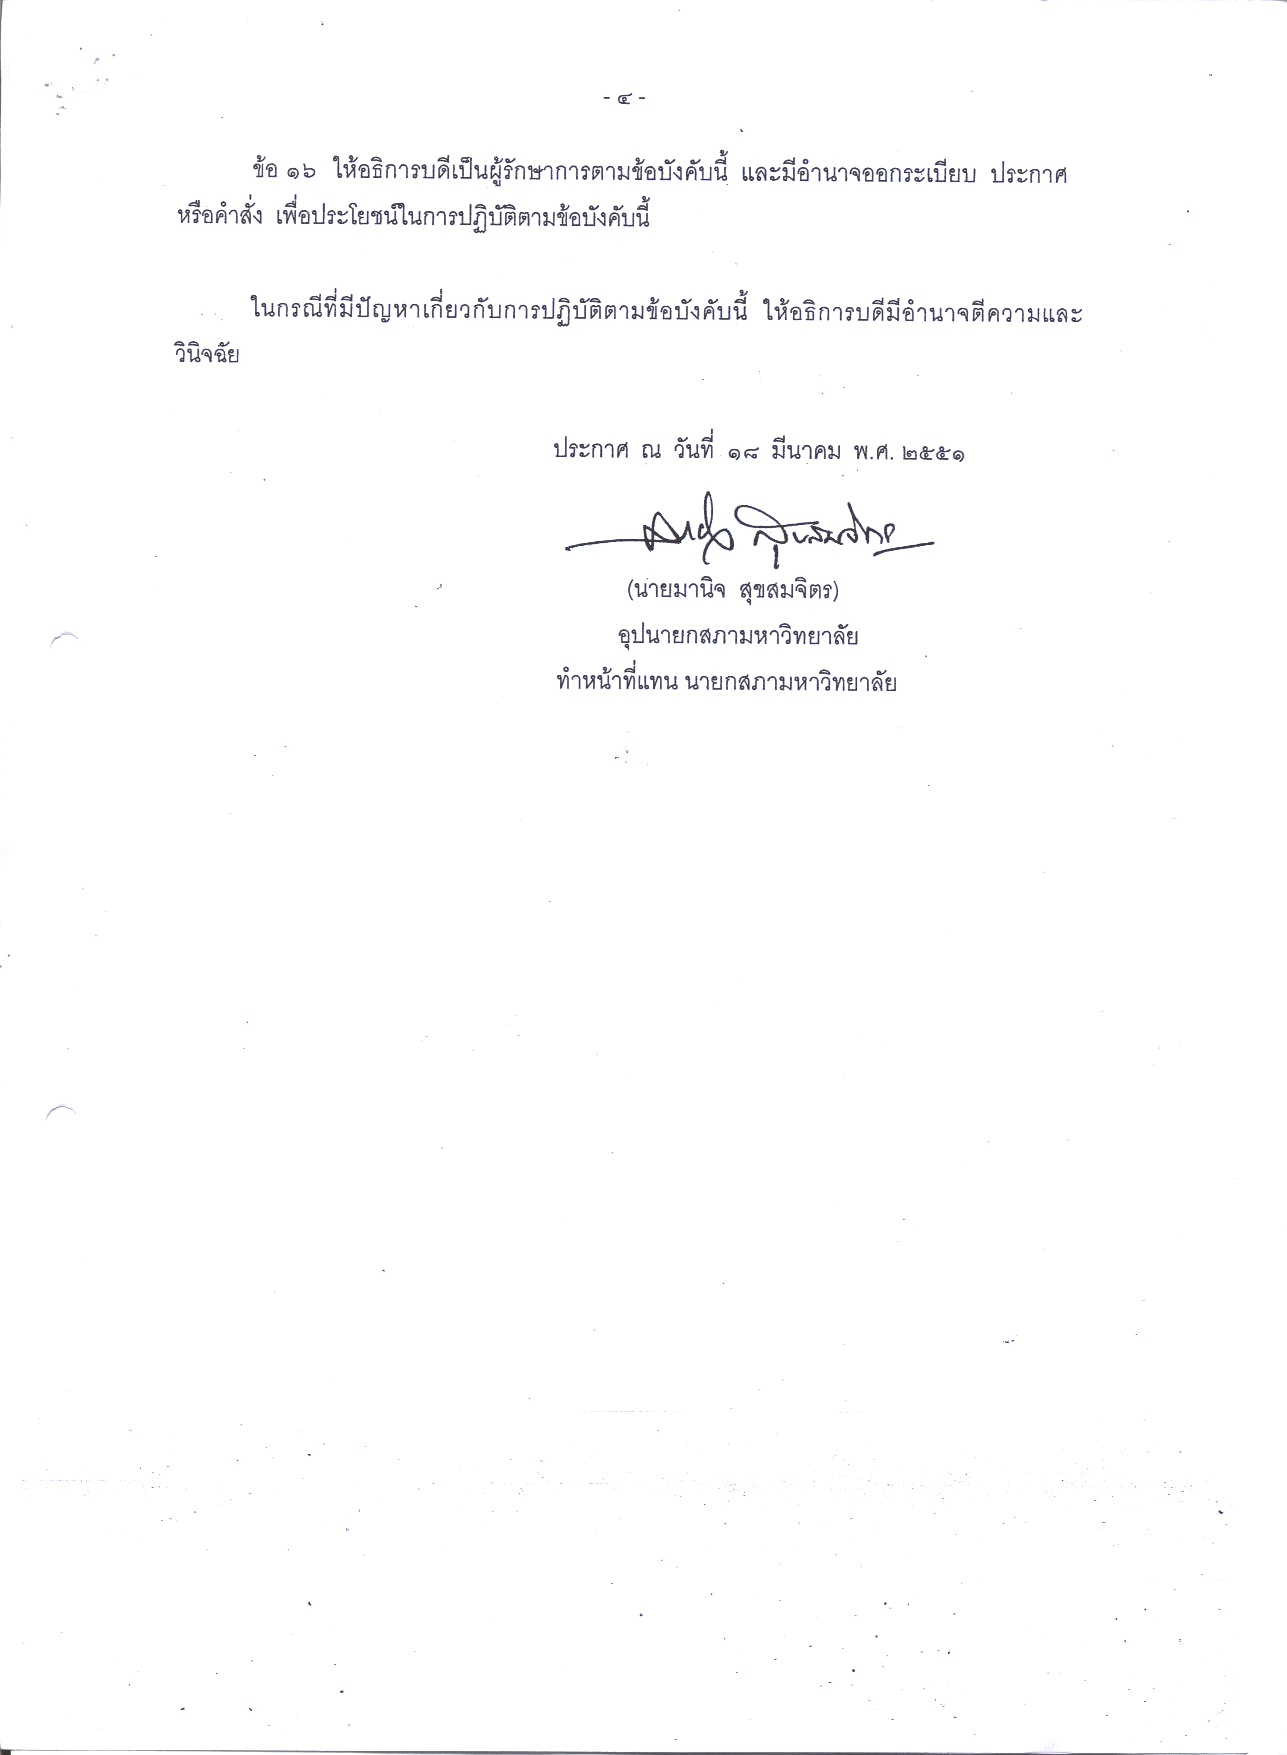 - ๔ -
ข้อ ๑๖ ให้อธิการบดีเป็นผู้รักษาการตามข้อบังคับนี้ และมีอำนาจออกระเบียบ ประกาศ
หรือคำสั่ง เพื่อประโยชน์ในการปฏิบัติตามข้อบังคับนี้
ในกรณีที่มีปัญหาเกี่ยวกับการปฏิบัติตามข้อบังคับนี้ ให้อธิการบดีมีอำนาจตีความและ
วินิจฉัย
ประกาศ ณ วันที่ ๑๘ มีนาคม พ.ศ. ๒๕๕๑
(นายมานิจ สุขสมจิตร)
อุปนายกสภามหาวิทยาลัย
ทำหน้าที่แทน นายกสภามหาวิทยาลัย